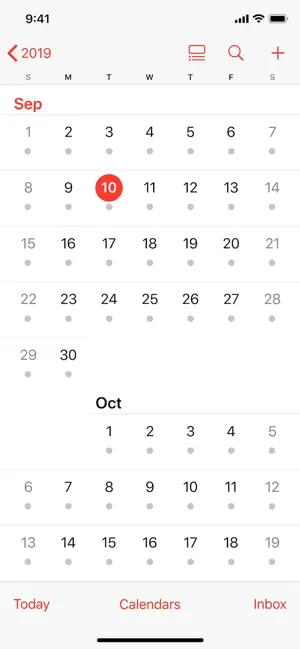 9:41
2019
S M T W T F S
Sep
1 2 3 4 5 6 7
8 9 10 11 12 13 14
15 16 17 18 19 20 21
22 23 24 25 26 27 28
29 30
Oct
1 2 3 4 5
6 7 8 9 10 11 12
13 14 15 16 17 18 19
Today Calendars Inbox